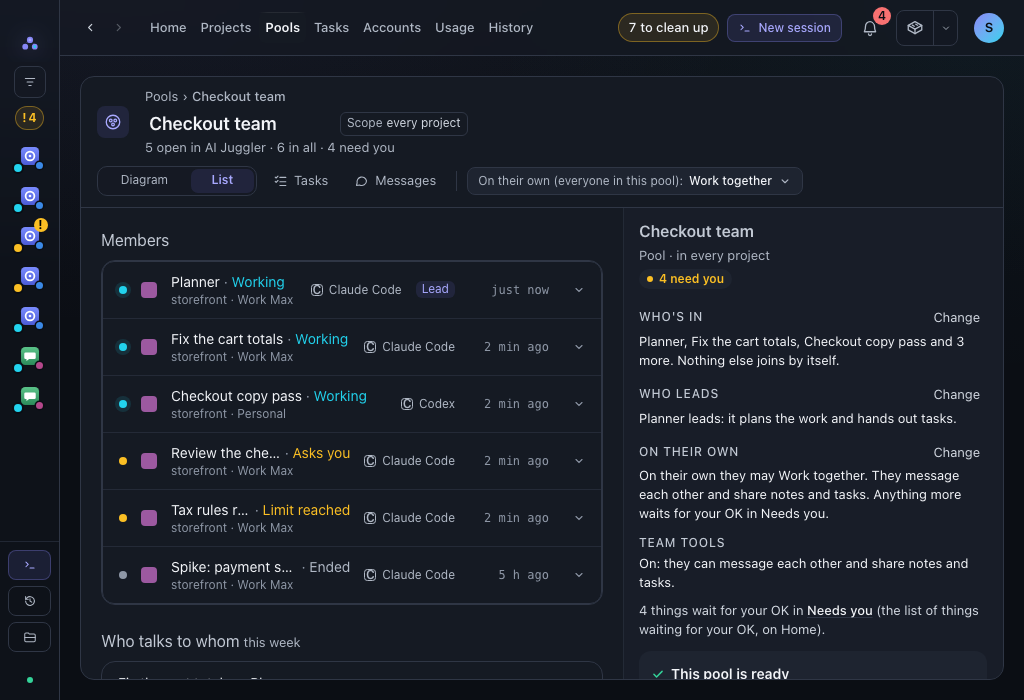 Home Projects Pools Tasks Accounts Usage History
7 to clean up
>_ New session
4
S
! 4
!
Pools › Checkout team
Checkout team
Scope every project
5 open in AI Juggler · 6 in all · 4 need you
Diagram List Tasks Messages
On their own (everyone in this pool): Work together
Members
Planner · Working
storefront · Work Max
Claude Code Lead just now
Fix the cart totals · Working
storefront · Work Max
Claude Code 2 min ago
Checkout copy pass · Working
storefront · Personal
Codex 2 min ago
Review the che... · Asks you
storefront · Work Max
Claude Code 2 min ago
Tax rules r... · Limit reached
storefront · Work Max
Claude Code 2 min ago
Spike: payment s... · Ended
storefront · Work Max
Claude Code 5 h ago
Who talks to whom this week
Checkout team
Pool · in every project
4 need you
WHO'S IN Change
Planner, Fix the cart totals, Checkout copy pass and 3
more. Nothing else joins by itself.
WHO LEADS Change
Planner leads: it plans the work and hands out tasks.
ON THEIR OWN Change
On their own they may Work together. They message
each other and share notes and tasks. Anything more
waits for your OK in Needs you.
TEAM TOOLS
On: they can message each other and share notes and
tasks.
4 things wait for your OK in Needs you (the list of things
waiting for your OK, on Home).
This pool is ready